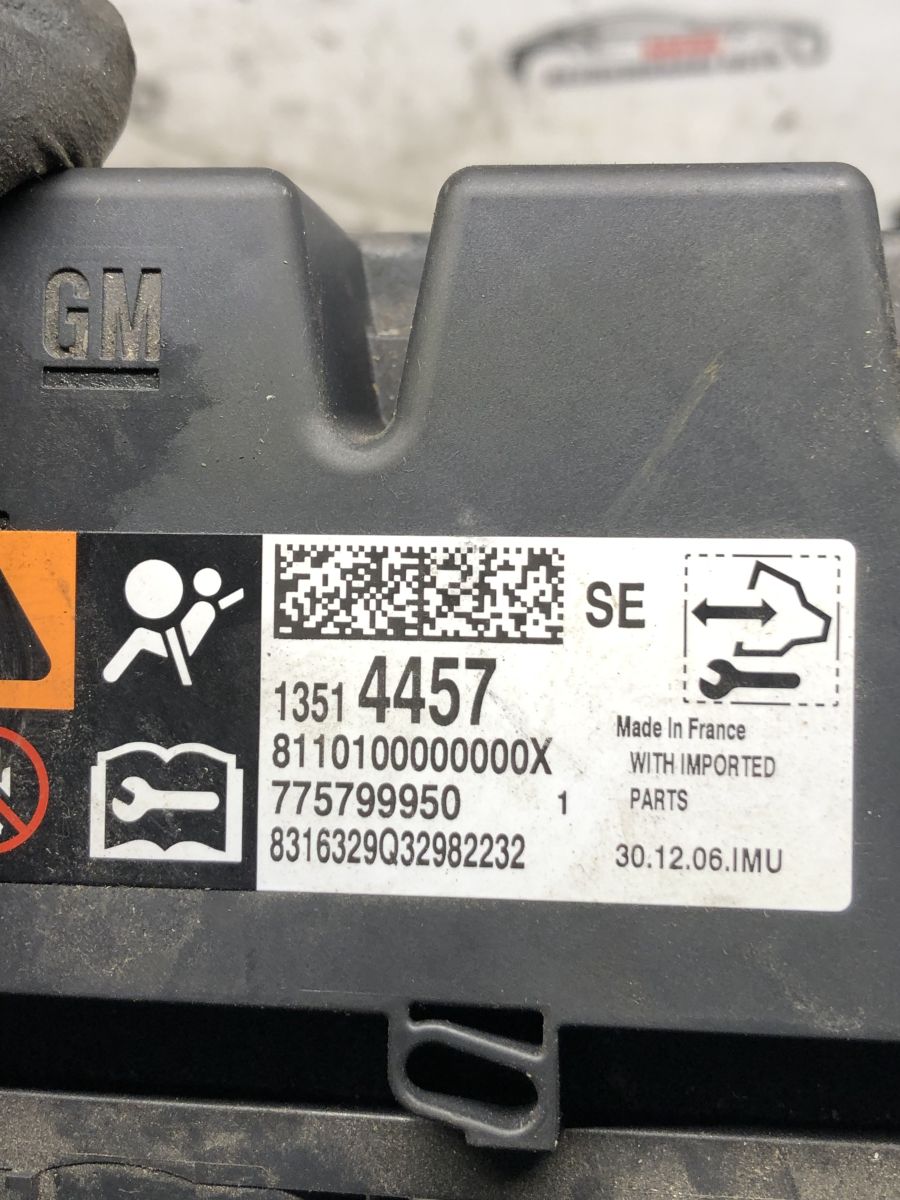 GM
SE
1351 4457
8110100000000X
775799950 1
8316329Q32982232
Made In France
WITH IMPORTED
PARTS
30.12.06.IMU